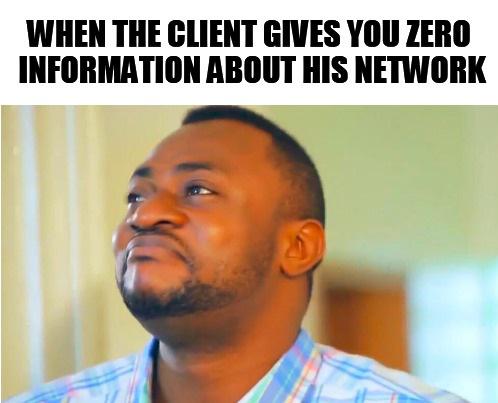 WHEN THE CLIENT GIVES YOU ZERO
INFORMATION ABOUT HIS NETWORK